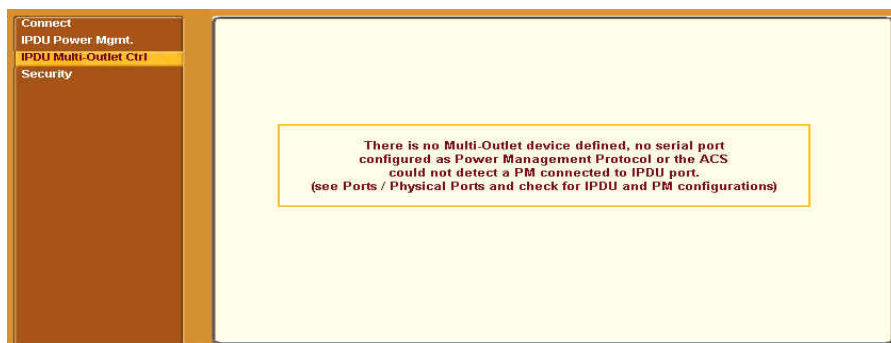 Connect
IPDU Power Mgmt.
IPDU Multi-Outlet Ctrl
Security
There is no Multi-Outlet device defined, no serial port
configured as Power Management Protocol or the ACS
could not detect a PM connected to IPDU port.
(see Ports / Physical Ports and check for IPDU and PM configurations)